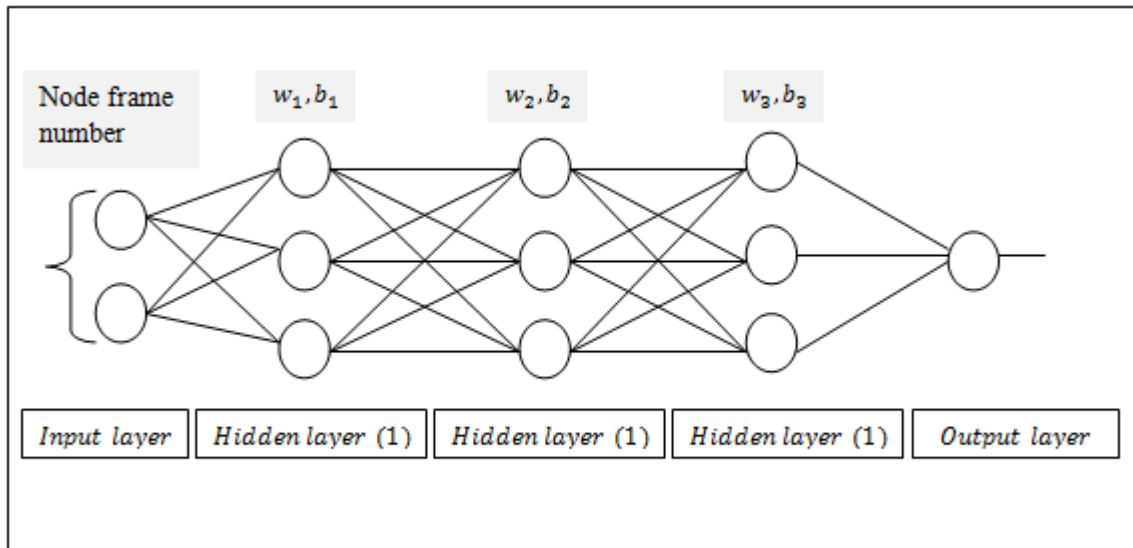 Node frame
number
w₁, b₁
w₂, b₂
w₃, b₃
Input layer
Hidden layer (1)
Hidden layer (1)
Hidden layer (1)
Output layer